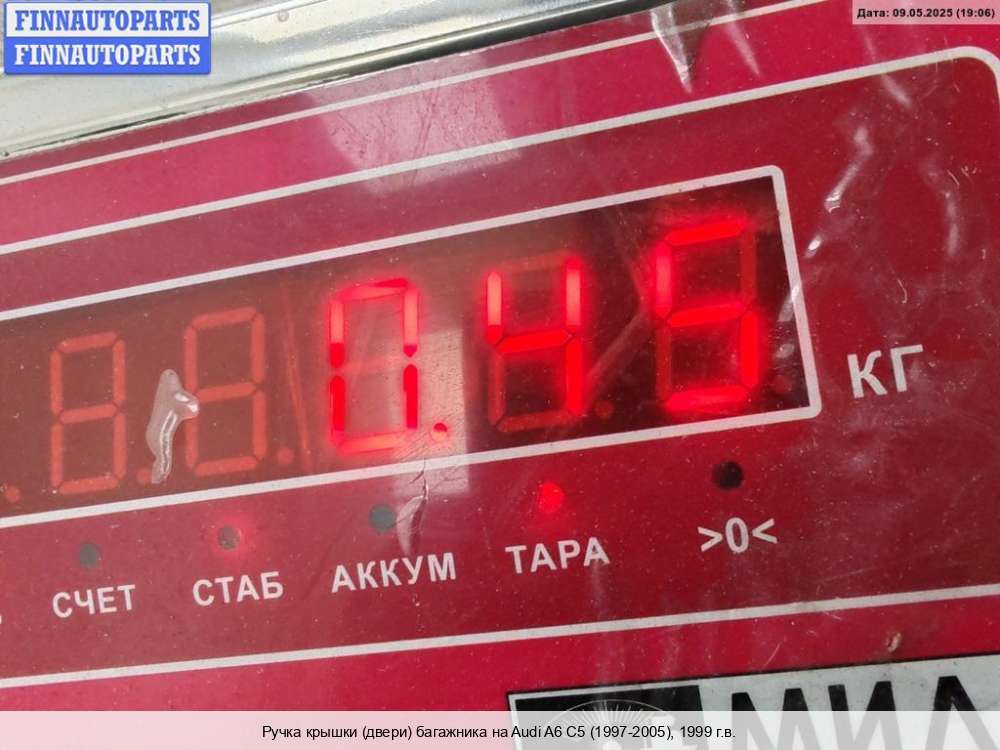 FINNAUTOPARTS
FINNAUTOPARTS
Дата: 09.05.2025 (19:06)
0.45
КГ
СЧЕТ
СТАБ
АККУМ
ТАРА
>0<
Ручка крышки (двери) багажника на Audi A6 C5 (1997-2005), 1999 г.в.